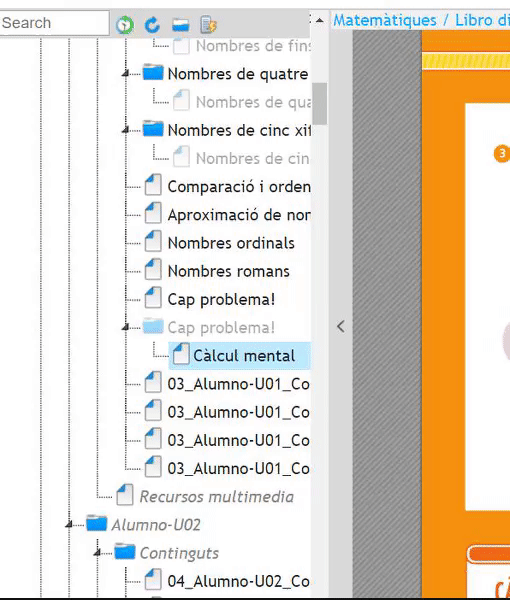 Search
Matemàtiques / Libro di
Nombres de fins
Nombres de quatre
Nombres de qua
Nombres de cinc xif
Nombres de cin
3
Comparació i orden
Aproximació de nor
Nombres ordinals
Nombres romans
Cap problema!
Cap problema!
Càlcul mental
03_Alumno-U01_Co
03_Alumno-U01_Co
03_Alumno-U01_Co
03_Alumno-U01_Co
Recursos multimedia
Alumno-U02
Continguts
04_Alumno-U02_Co
CÀ